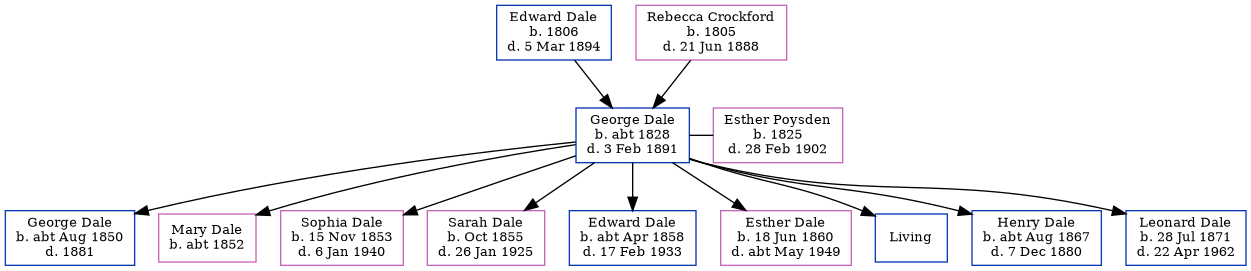 Edward Dale
b. 1806
d. 5 Mar 1894
Rebecca Crockford
b. 1805
d. 21 Jun 1888
George Dale
b. abt 1828
d. 3 Feb 1891
Esther Poysden
b. 1825
d. 28 Feb 1902
George Dale
b. abt Aug 1850
d. 1881
Mary Dale
b. abt 1852
Sophia Dale
b. 15 Nov 1853
d. 6 Jan 1940
Sarah Dale
b. Oct 1855
d. 26 Jan 1925
Edward Dale
b. abt Apr 1858
d. 17 Feb 1933
Esther Dale
b. 18 Jun 1860
d. abt May 1949
Living
Henry Dale
b. abt Aug 1867
d. 7 Dec 1880
Leonard Dale
b. 28 Jul 1871
d. 22 Apr 1962